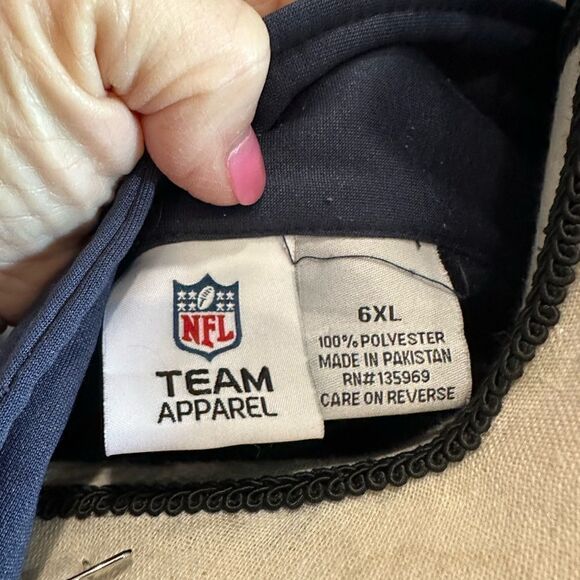 NFL
TEAM
APPAREL
6XL
100% POLYESTER
MADE IN PAKISTAN
RN# 135969
CARE ON REVERSE